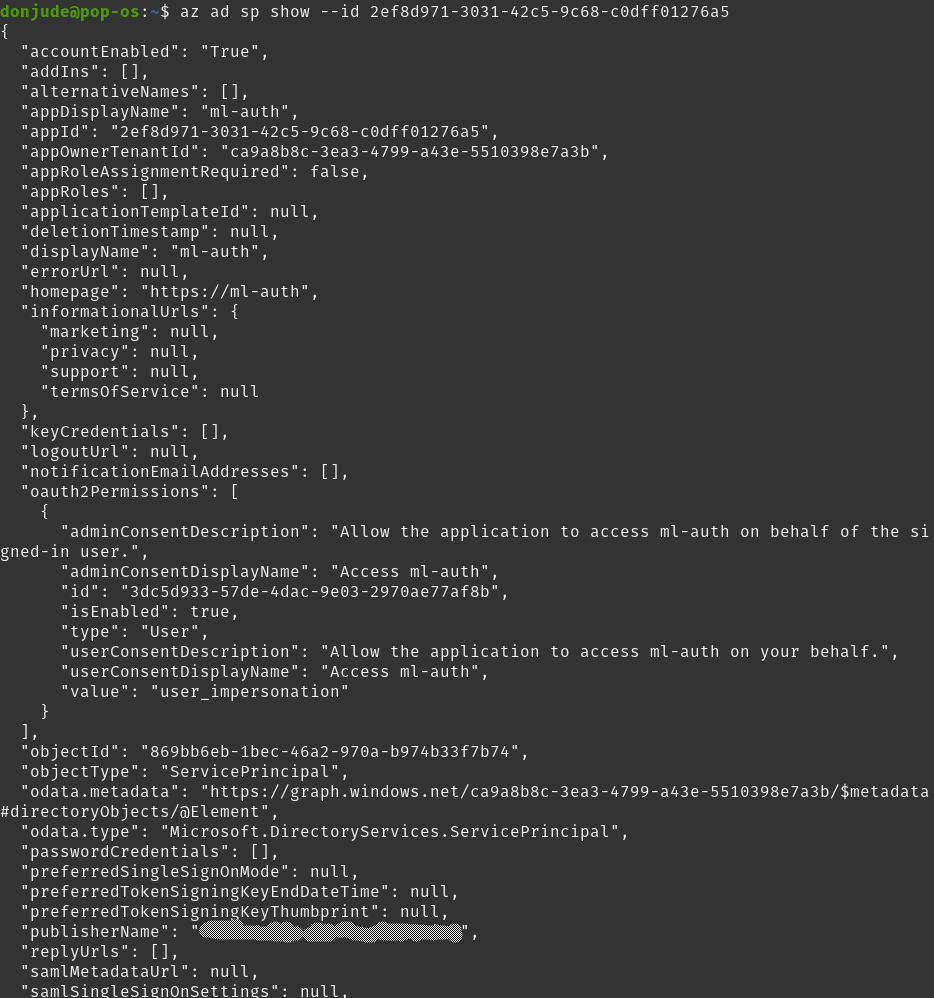 donjude@pop-os:~$ az ad sp show --id 2ef8d971-3031-42c5-9c68-c0dff01276a5
{
  "accountEnabled": "True",
  "addIns": [],
  "alternativeNames": [],
  "appDisplayName": "ml-auth",
  "appId": "2ef8d971-3031-42c5-9c68-c0dff01276a5",
  "appOwnerTenantId": "ca9a8b8c-3ea3-4799-a43e-5510398e7a3b",
  "appRoleAssignmentRequired": false,
  "appRoles": [],
  "applicationTemplateId": null,
  "deletionTimestamp": null,
  "displayName": "ml-auth",
  "errorUrl": null,
  "homepage": "https://ml-auth",
  "informationalUrls": {
    "marketing": null,
    "privacy": null,
    "support": null,
    "termsOfService": null
  },
  "keyCredentials": [],
  "logoutUrl": null,
  "notificationEmailAddresses": [],
  "oauth2Permissions": [
    {
      "adminConsentDescription": "Allow the application to access ml-auth on behalf of the si
gned-in user.",
      "adminConsentDisplayName": "Access ml-auth",
      "id": "3dc5d933-57de-4dac-9e03-2970ae77af8b",
      "isEnabled": true,
      "type": "User",
      "userConsentDescription": "Allow the application to access ml-auth on your behalf.",
      "userConsentDisplayName": "Access ml-auth",
      "value": "user_impersonation"
    }
  ],
  "objectId": "869bb6eb-1bec-46a2-970a-b974b33f7b74",
  "objectType": "ServicePrincipal",
  "odata.metadata": "https://graph.windows.net/ca9a8b8c-3ea3-4799-a43e-5510398e7a3b/$metadata
#directoryObjects/@Element",
  "odata.type": "Microsoft.DirectoryServices.ServicePrincipal",
  "passwordCredentials": [],
  "preferredSingleSignOnMode": null,
  "preferredTokenSigningKeyEndDateTime": null,
  "preferredTokenSigningKeyThumbprint": null,
  "publisherName": "",
  "replyUrls": [],
  "samlMetadataUrl": null,
  "samlSingleSignOnSettings": null,